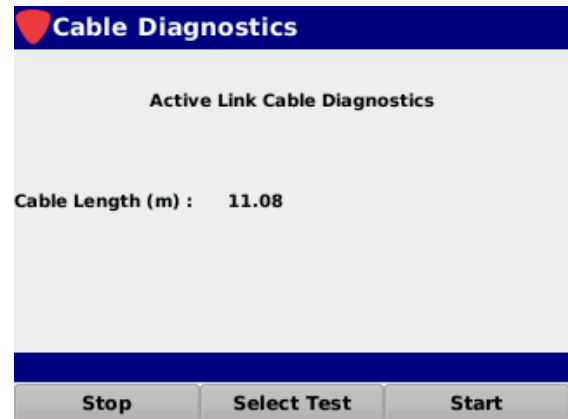 Cable Diagnostics
Active Link Cable Diagnostics
Cable Length (m) : 11.08
Stop Select Test Start